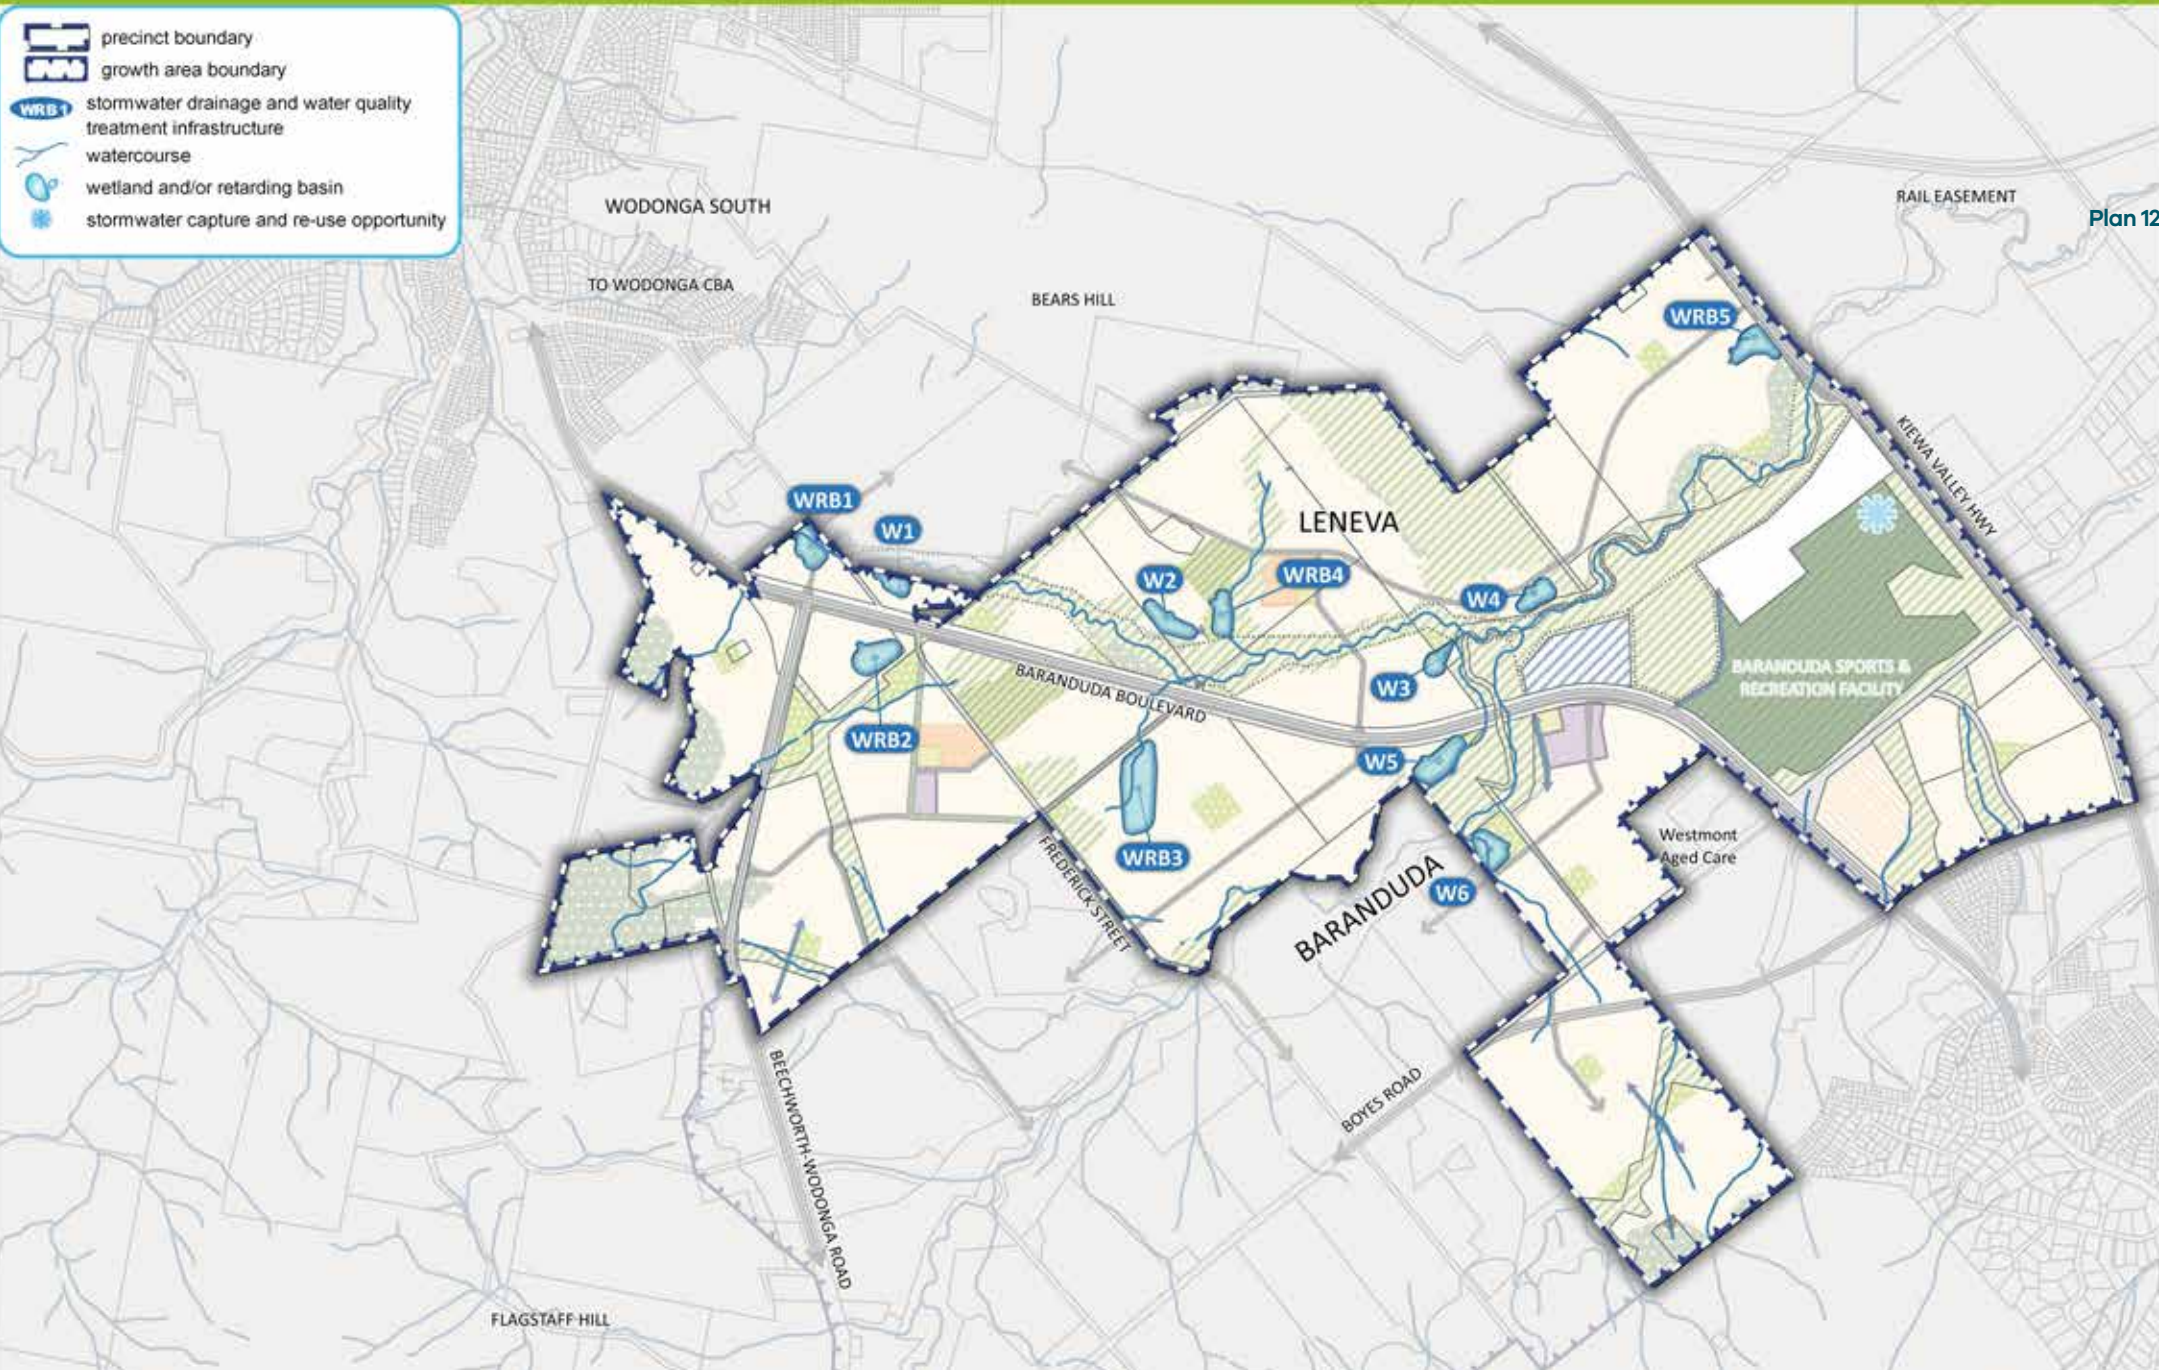 precinct boundary
growth area boundary
WRB 1
stormwater drainage and water quality
treatment infrastructure
watercourse
wetland and/or retarding basin
stormwater capture and re-use opportunity
Plan 12
RAIL EASEMENT
WODONGA SOUTH
TO WODONGA CBA
BEARS HILL
WRB5
KIEWA VALLEY HWY
WRB1
W1
LENEVA
W2
WRB4
W4
W3
BARANDUDA SPORTS &
RECREATION FACILITY
BARANDUDA BOULEVARD
WRB2
W5
WRB3
Westmont
Aged Care
FREDERICK STREET
W6
BARANDUDA
BOYES ROAD
BEECHWORTH-WODONGA ROAD
FLAGSTAFF HILL